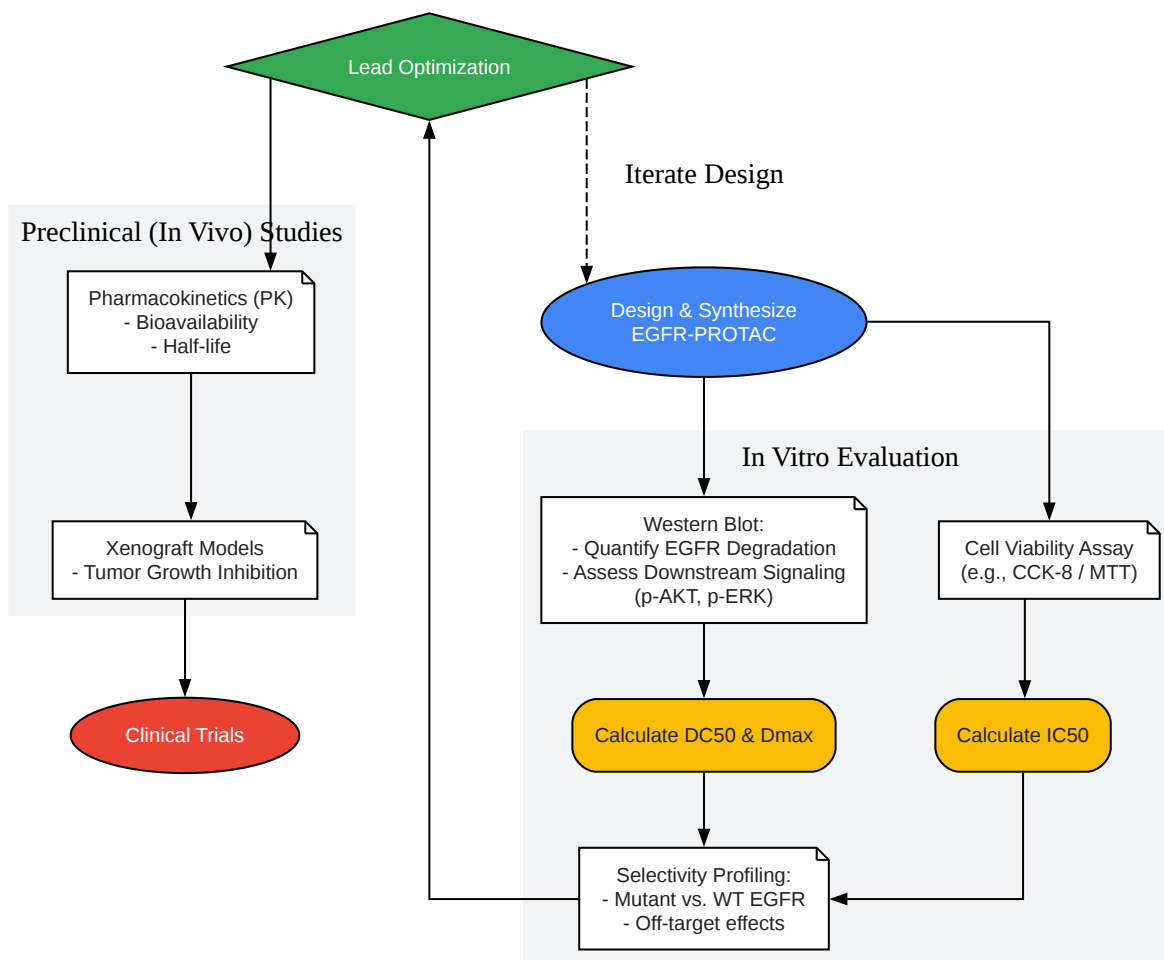 Lead Optimization
Iterate Design
Preclinical (In Vivo) Studies
Pharmacokinetics (PK)
- Bioavailability
- Half-life
Design & Synthesize
EGFR-PROTAC
In Vitro Evaluation
Western Blot:
- Quantify EGFR Degradation
- Assess Downstream Signaling
(p-AKT, p-ERK)
Cell Viability Assay
(e.g., CCK-8 / MTT)
Xenograft Models
- Tumor Growth Inhibition
Clinical Trials
Calculate DC50 & Dmax
Calculate IC50
Selectivity Profiling:
- Mutant vs. WT EGFR
- Off-target effects